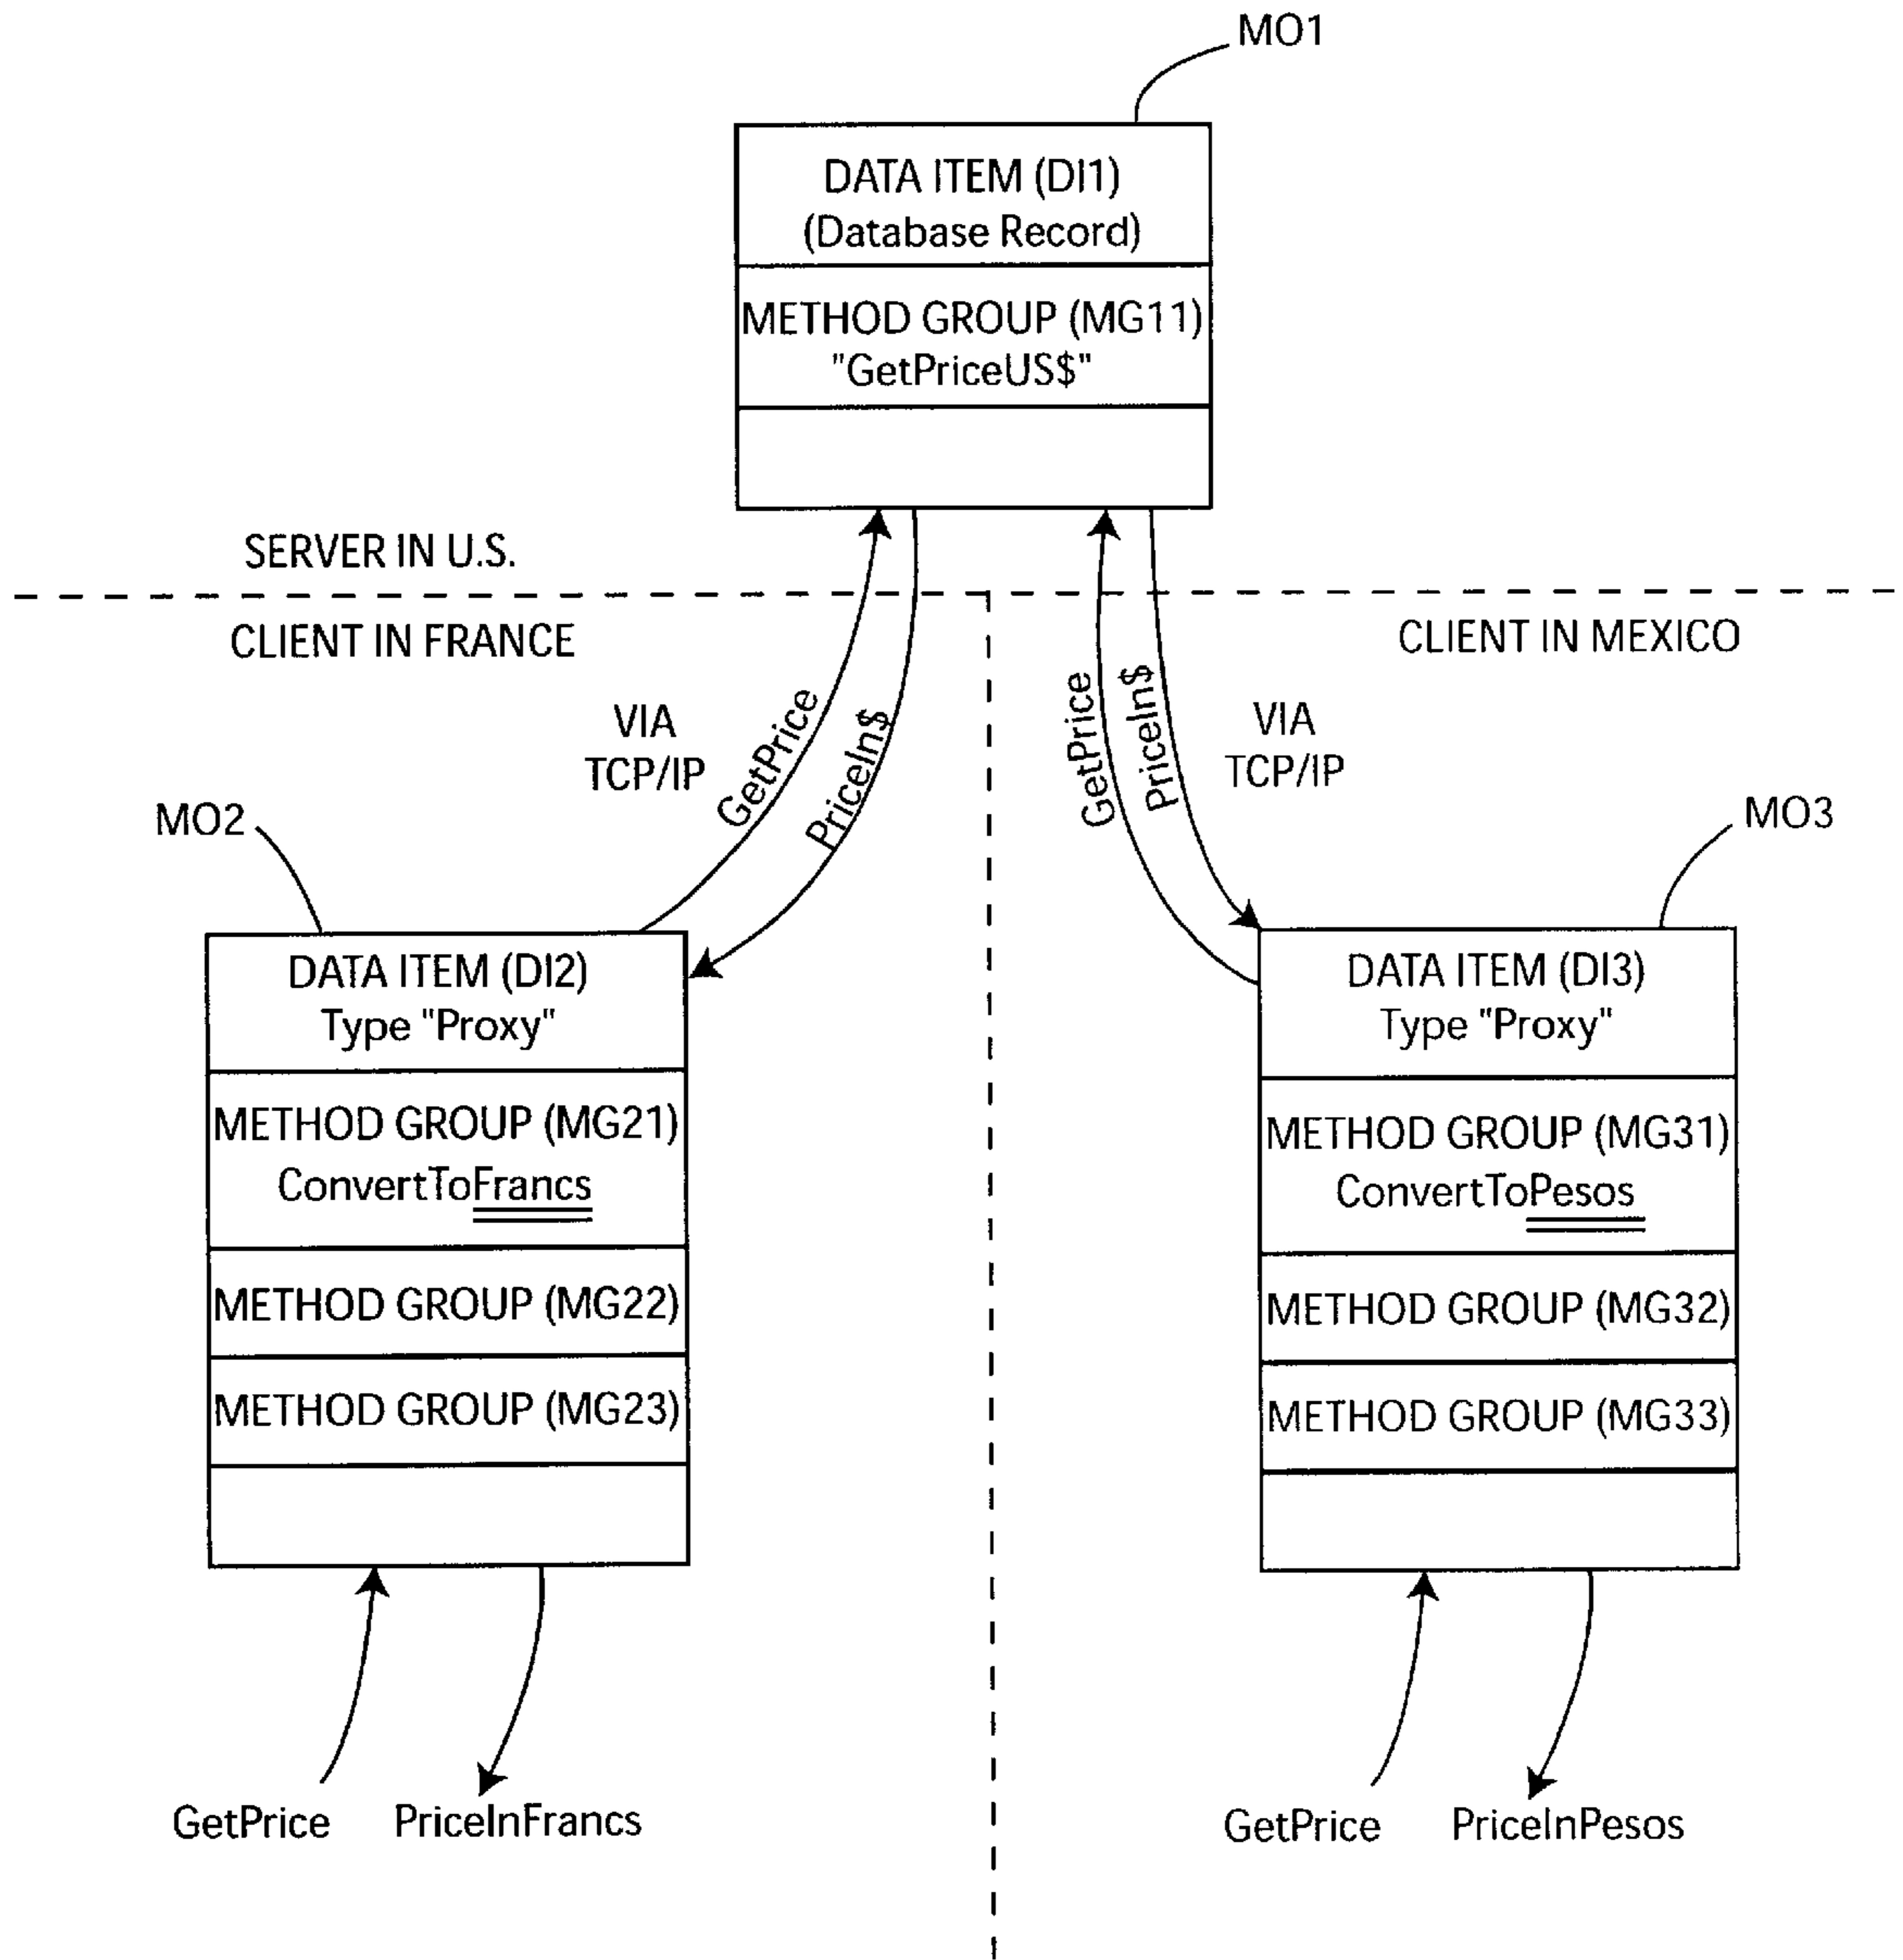 MO1
DATA ITEM (DI1)
(Database Record)
METHOD GROUP (MG11)
"GetPriceUS$"
SERVER IN U.S.
CLIENT IN FRANCE
CLIENT IN MEXICO
VIA
TCP/IP
GetPrice
PriceIn$
GetPrice
PriceIn$
VIA
TCP/IP
MO2
DATA ITEM (DI2)
Type "Proxy"
METHOD GROUP (MG21)
ConvertToFrancs
METHOD GROUP (MG22)
METHOD GROUP (MG23)
GetPrice
PriceInFrancs
MO3
DATA ITEM (DI3)
Type "Proxy"
METHOD GROUP (MG31)
ConvertToPesos
METHOD GROUP (MG32)
METHOD GROUP (MG33)
GetPrice
PriceInPesos